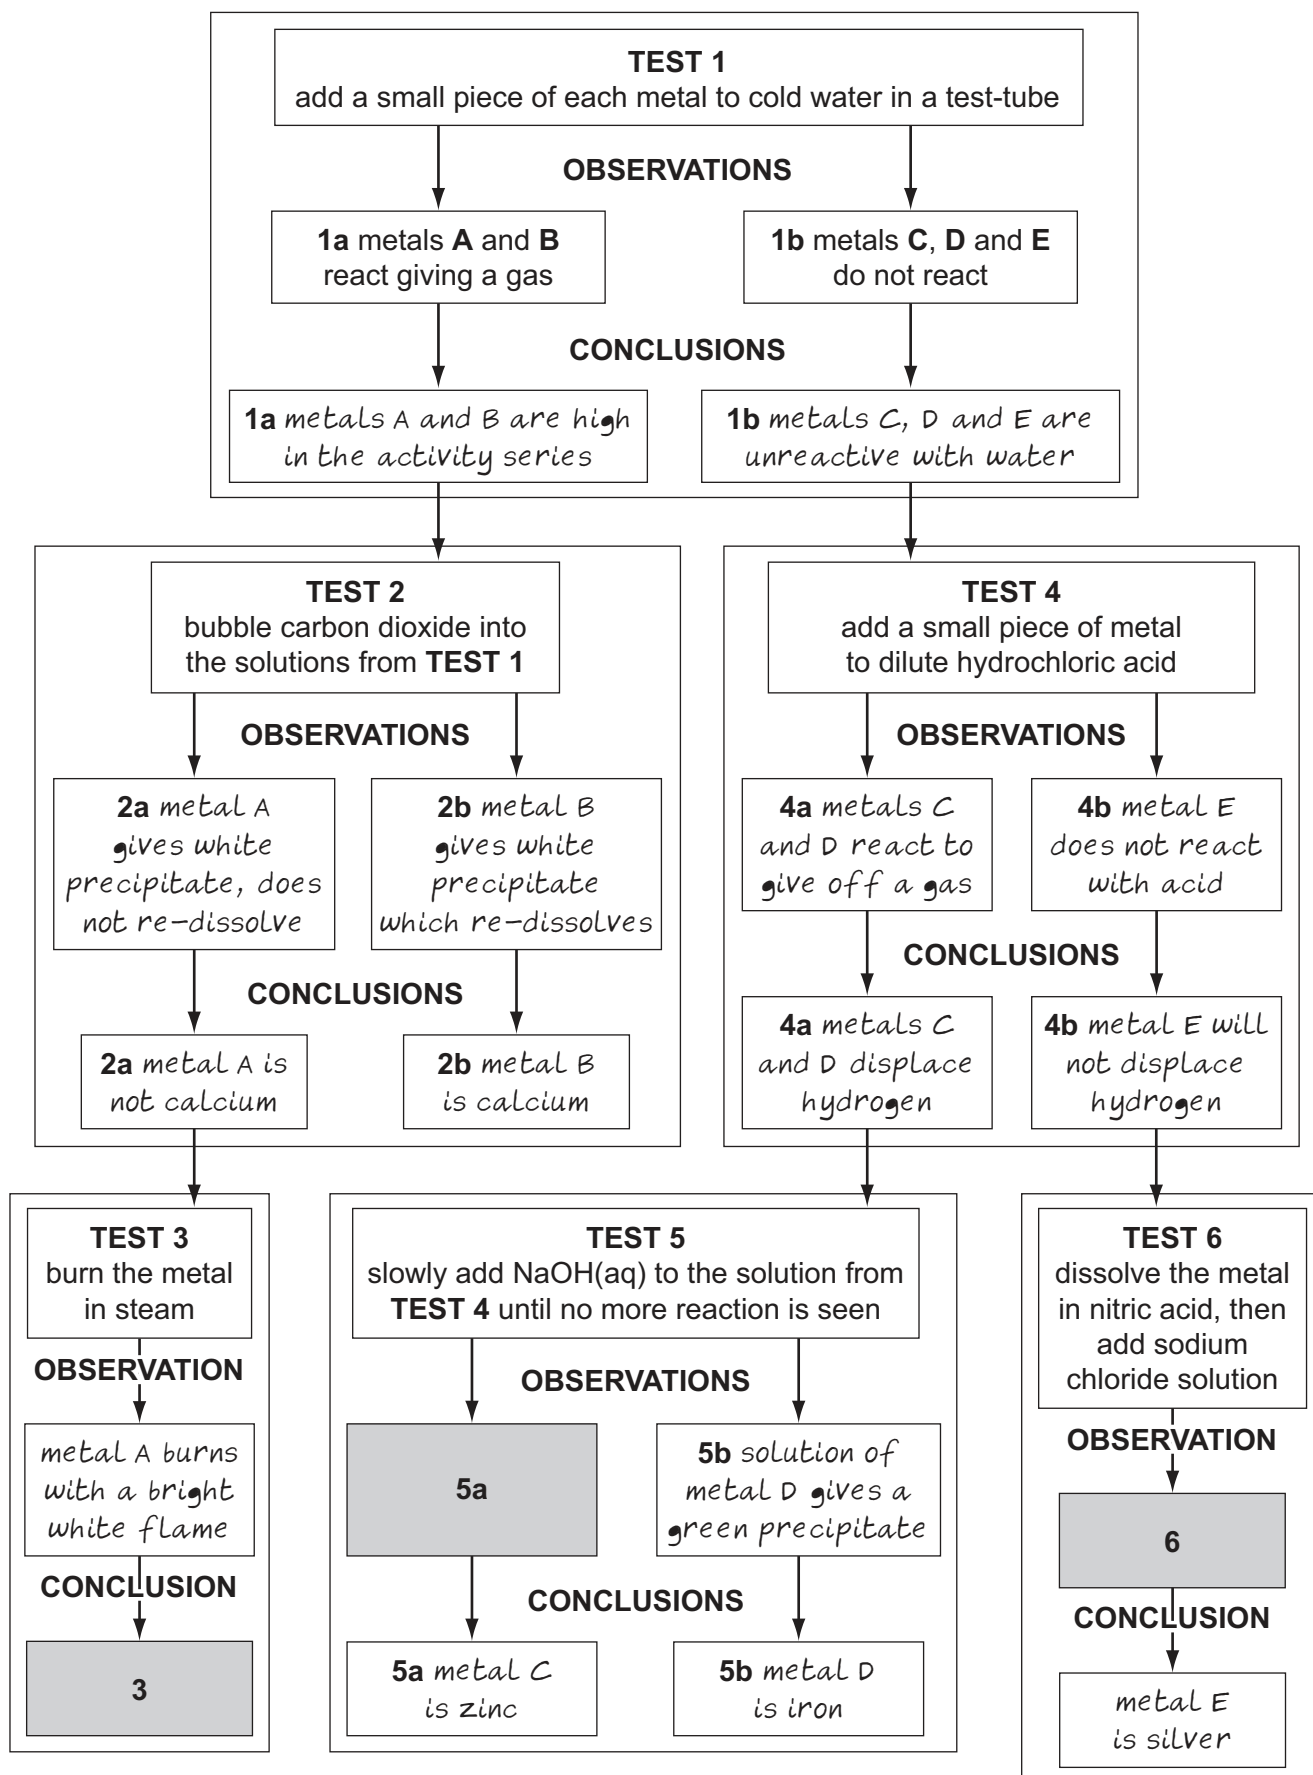 TEST 1
add a small piece of each metal to cold water in a test-tube
OBSERVATIONS
1a metals A and B
react giving a gas
1b metals C, D and E
do not react
CONCLUSIONS
1a metals A and B are high
in the activity series
1b metals C, D and E are
unreactive with water
TEST 2
bubble carbon dioxide into
the solutions from TEST 1
OBSERVATIONS
2a metal A
gives white
precipitate, does
not re-dissolve
2b metal B
gives white
precipitate
which re-dissolves
CONCLUSIONS
2a metal A is
not calcium
2b metal B
is calcium
TEST 4
add a small piece of metal
to dilute hydrochloric acid
OBSERVATIONS
4a metals C
and D react to
give off a gas
4b metal E
does not react
with acid
CONCLUSIONS
4a metals C
and D displace
hydrogen
4b metal E will
not displace
hydrogen
TEST 3
burn the metal
in steam
OBSERVATION
metal A burns
with a bright
white flame
CONCLUSION
3
TEST 5
slowly add NaOH(aq) to the solution from
TEST 4 until no more reaction is seen
OBSERVATIONS
5a
5b solution of
metal D gives a
green precipitate
CONCLUSIONS
5a metal C
is zinc
5b metal D
is iron
TEST 6
dissolve the metal
in nitric acid, then
add sodium
chloride solution
OBSERVATION
6
CONCLUSION
metal E
is silver